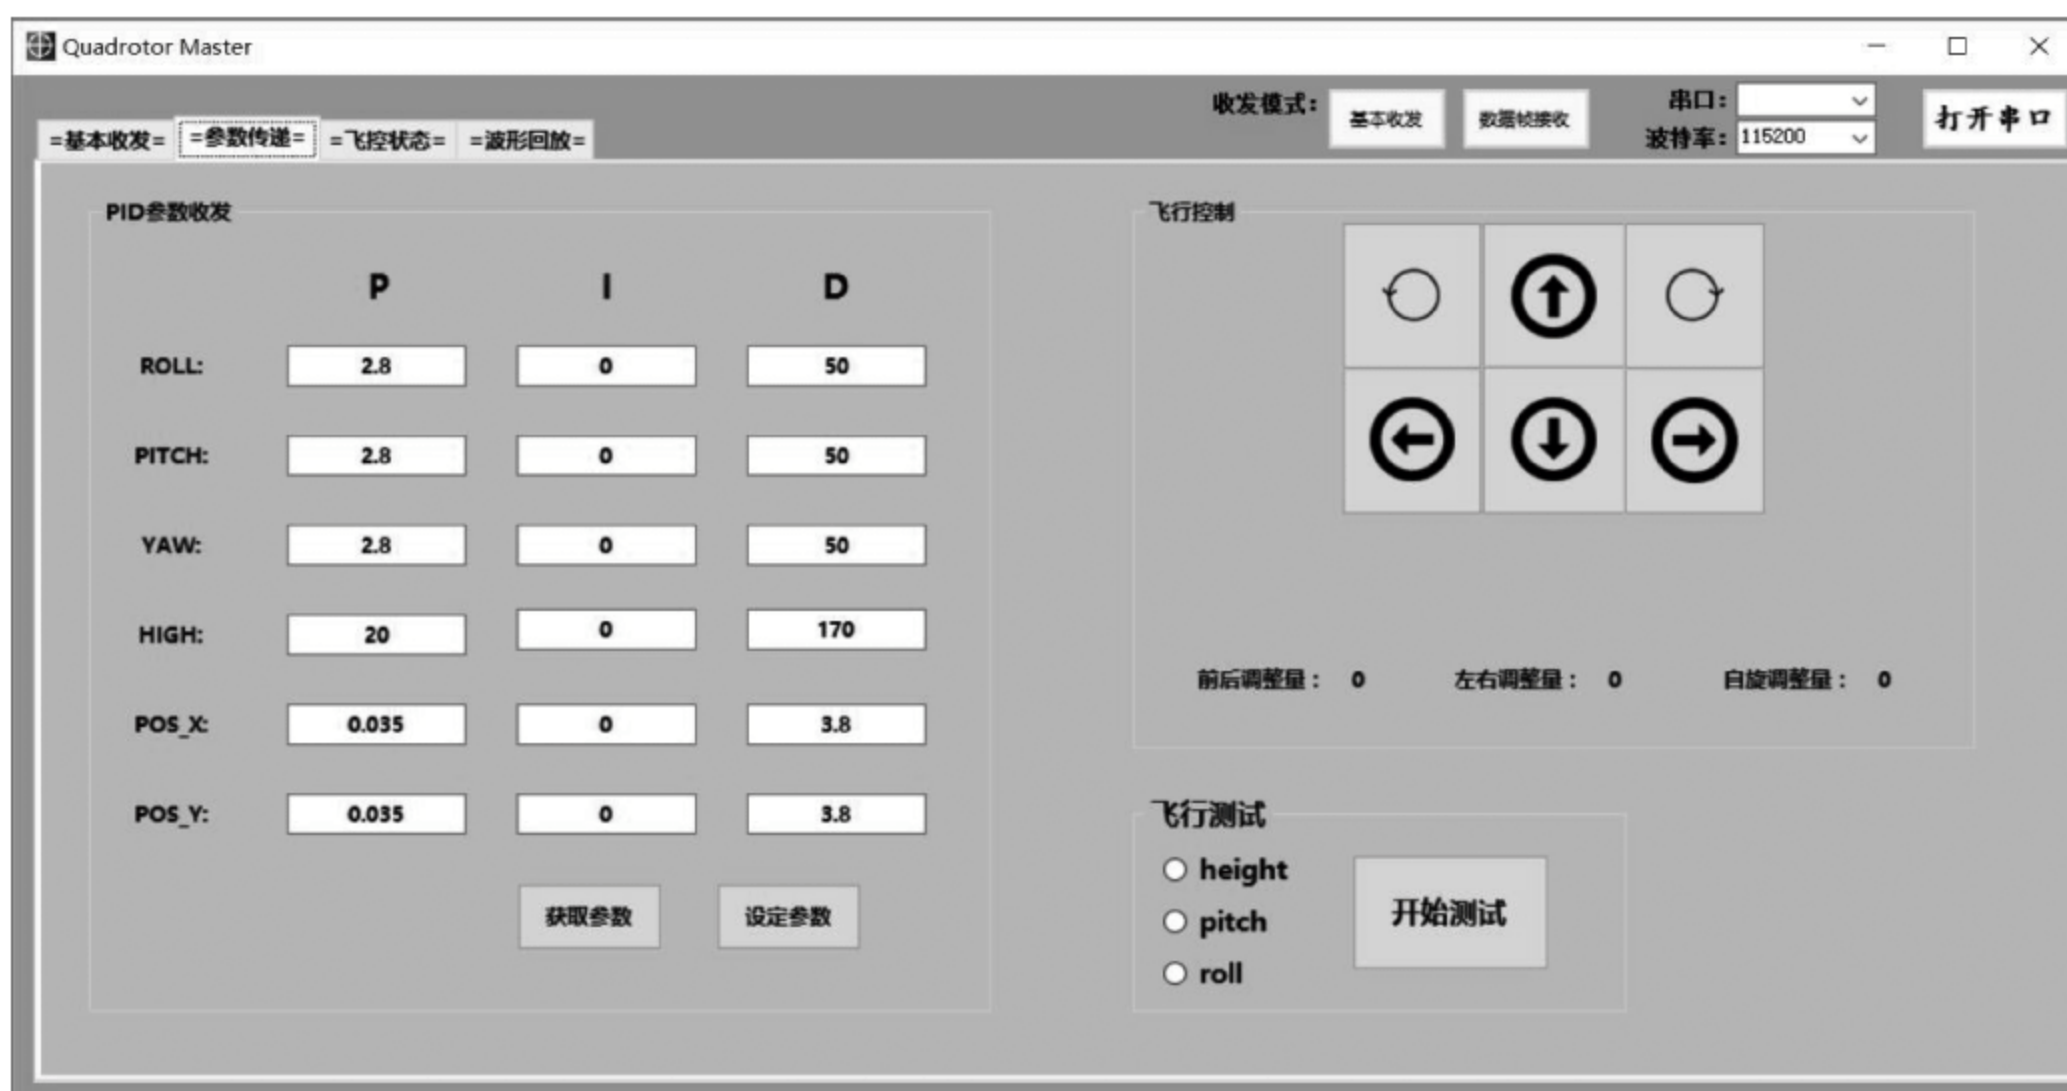 Quadrotor Master
收发模式： 基本收发 数据帧接收 串口： 打开串口
波特率： 115200
=基本收发= =参数传递= =飞控状态= =波形回放=
PID参数收发
P I D
ROLL: 2.8 0 50
PITCH: 2.8 0 50
YAW: 2.8 0 50
HIGH: 20 0 170
POS_X: 0.035 0 3.8
POS_Y: 0.035 0 3.8
获取参数 设定参数
飞行控制
前后调整量： 0 左右调整量： 0 自旋调整量： 0
飞行测试
height
pitch
roll
开始测试